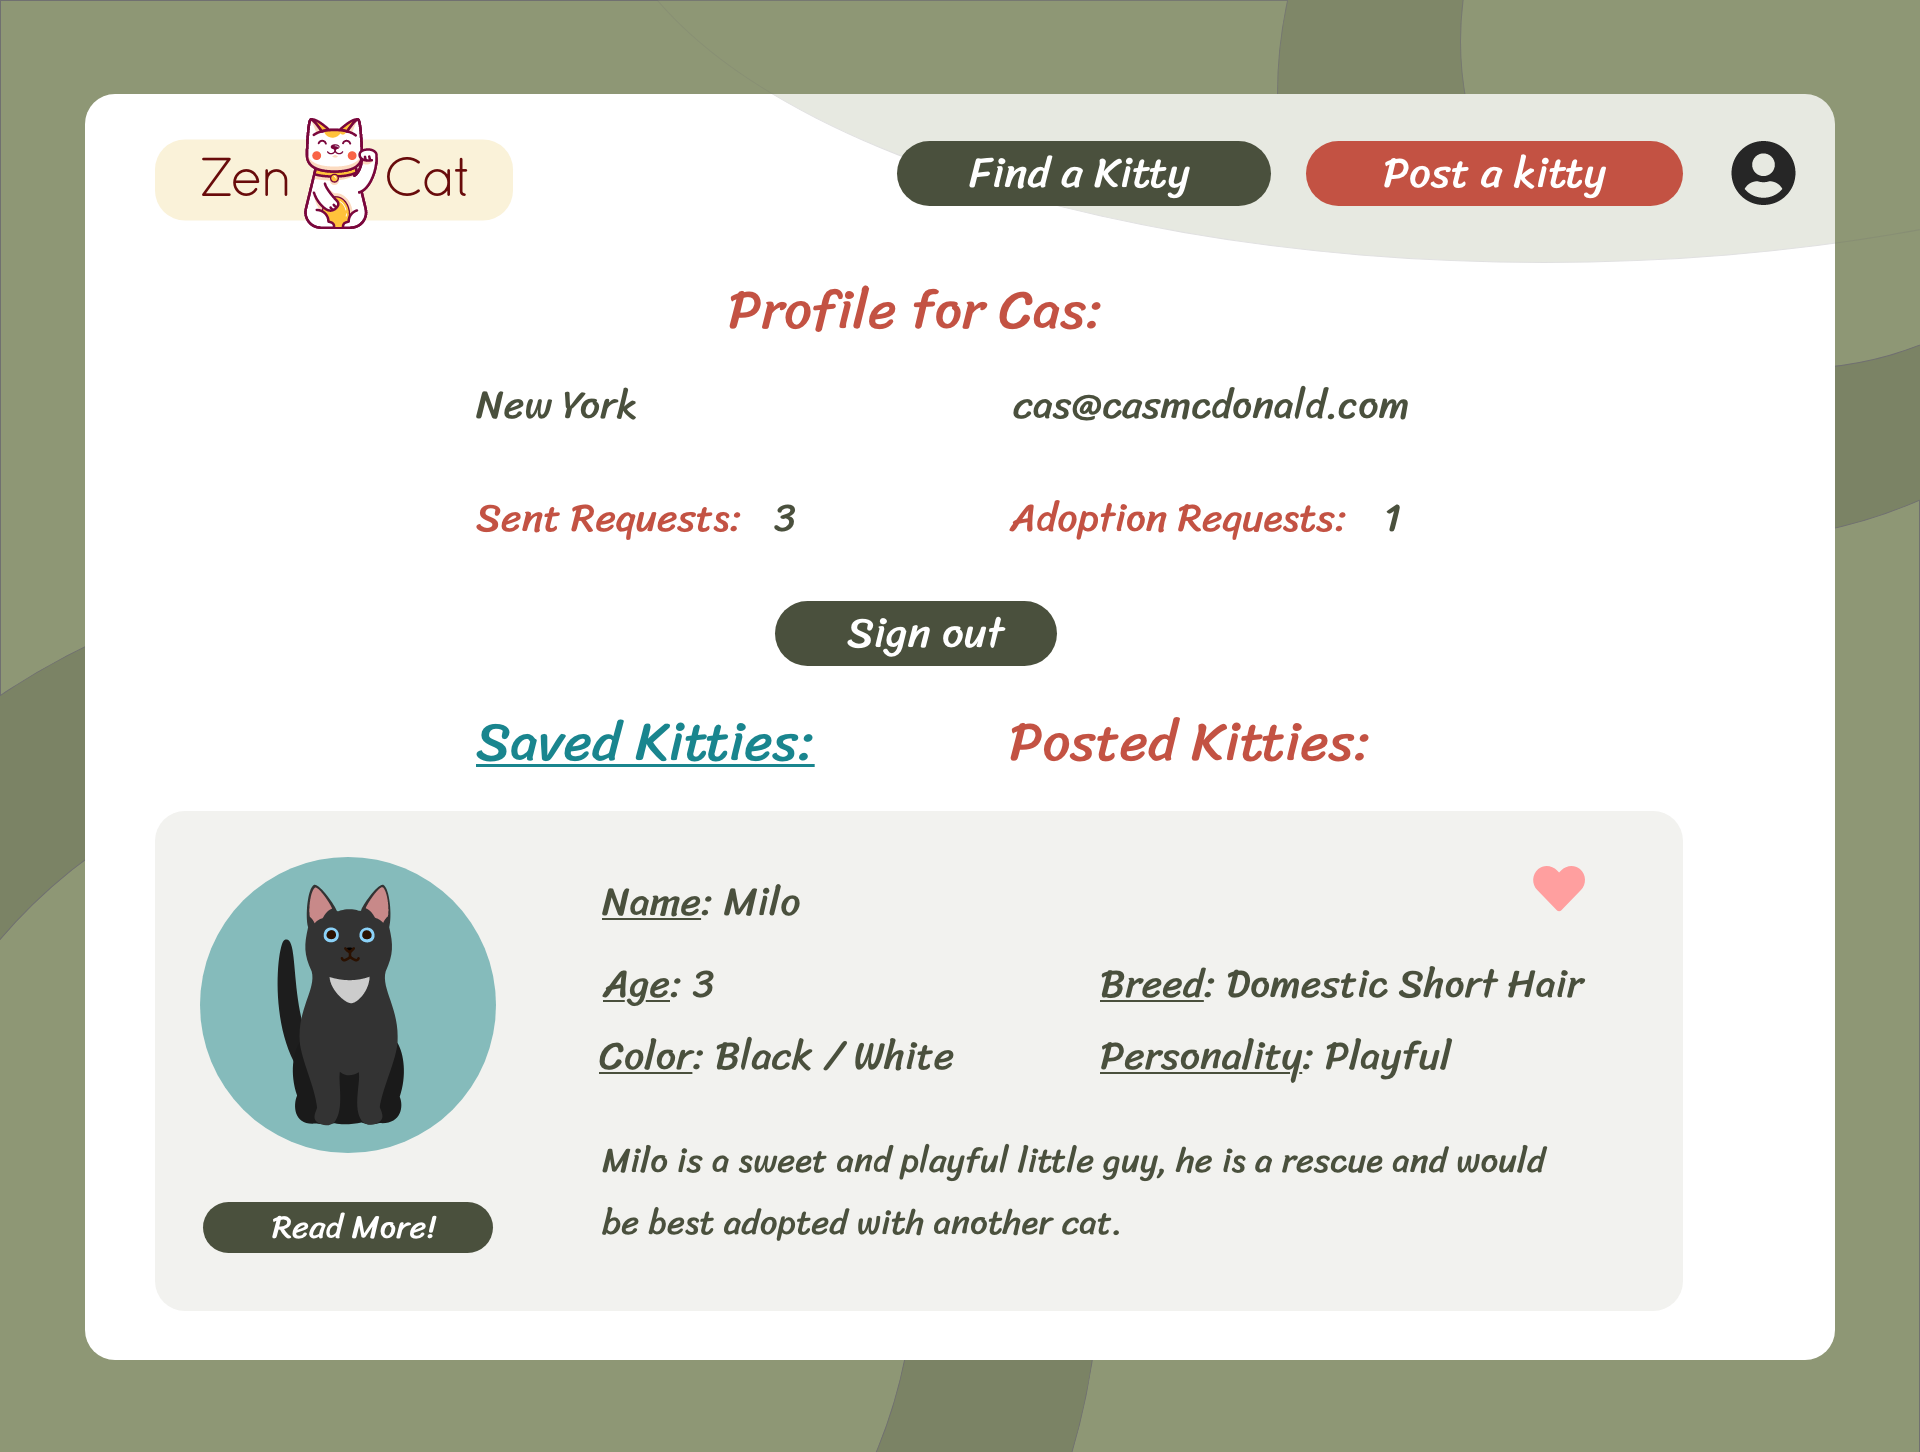 Zen Cat
Find a Kitty
Post a kitty
Profile for Cas:
New York
cas@casmcdonald.com
Sent Requests: 3
Adoption Requests: 1
Sign out
Saved Kitties:
Posted Kitties:
Name: Milo
Age: 3
Breed: Domestic Short Hair
Color: Black / White
Personality: Playful
Milo is a sweet and playful little guy, he is a rescue and would
be best adopted with another cat.
Read More!